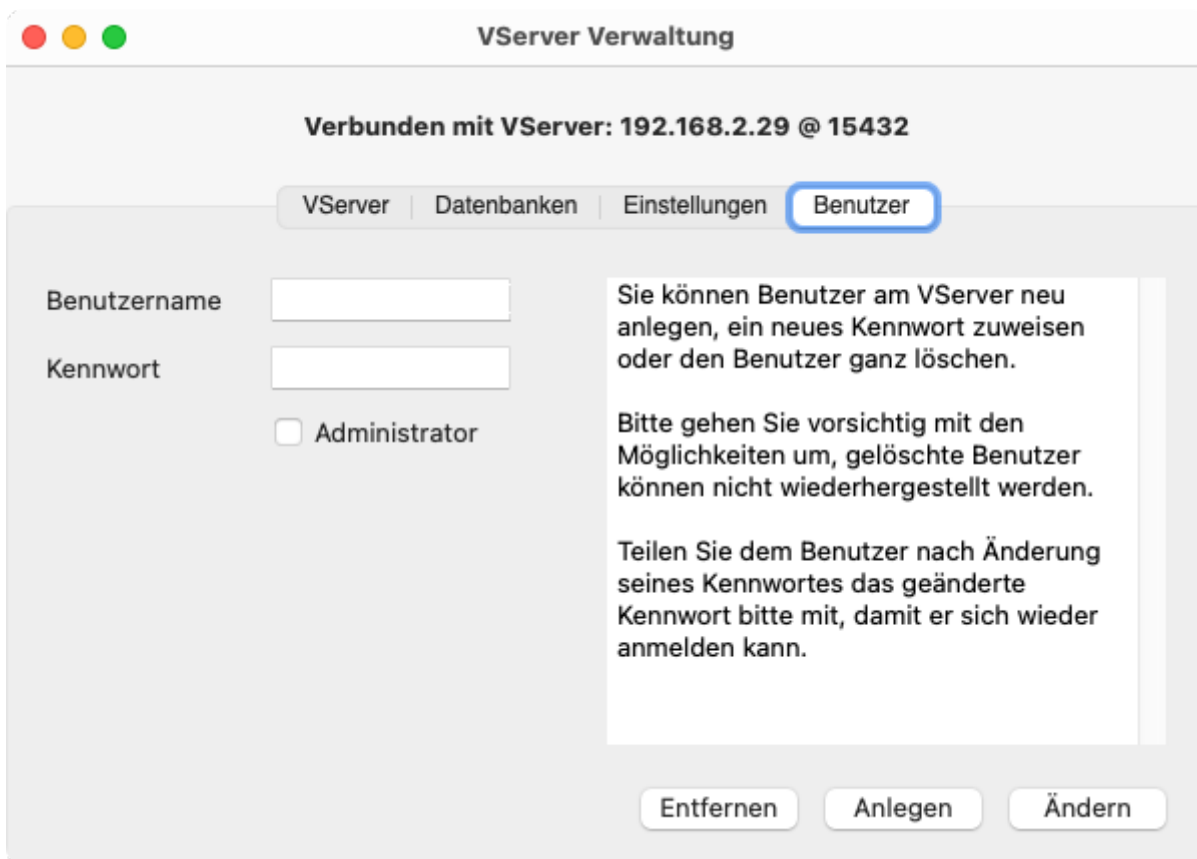 VServer Verwaltung
Verbunden mit VServer: 192.168.2.29 @ 15432
VServer
Datenbanken
Einstellungen
Benutzer
Benutzername
Kennwort
Administrator
Sie können Benutzer am VServer neu
anlegen, ein neues Kennwort zuweisen
oder den Benutzer ganz löschen.
Bitte gehen Sie vorsichtig mit den
Möglichkeiten um, gelöschte Benutzer
können nicht wiederhergestellt werden.
Teilen Sie dem Benutzer nach Änderung
seines Kennwortes das geänderte
Kennwort bitte mit, damit er sich wieder
anmelden kann.
Entfernen
Anlegen
Ändern